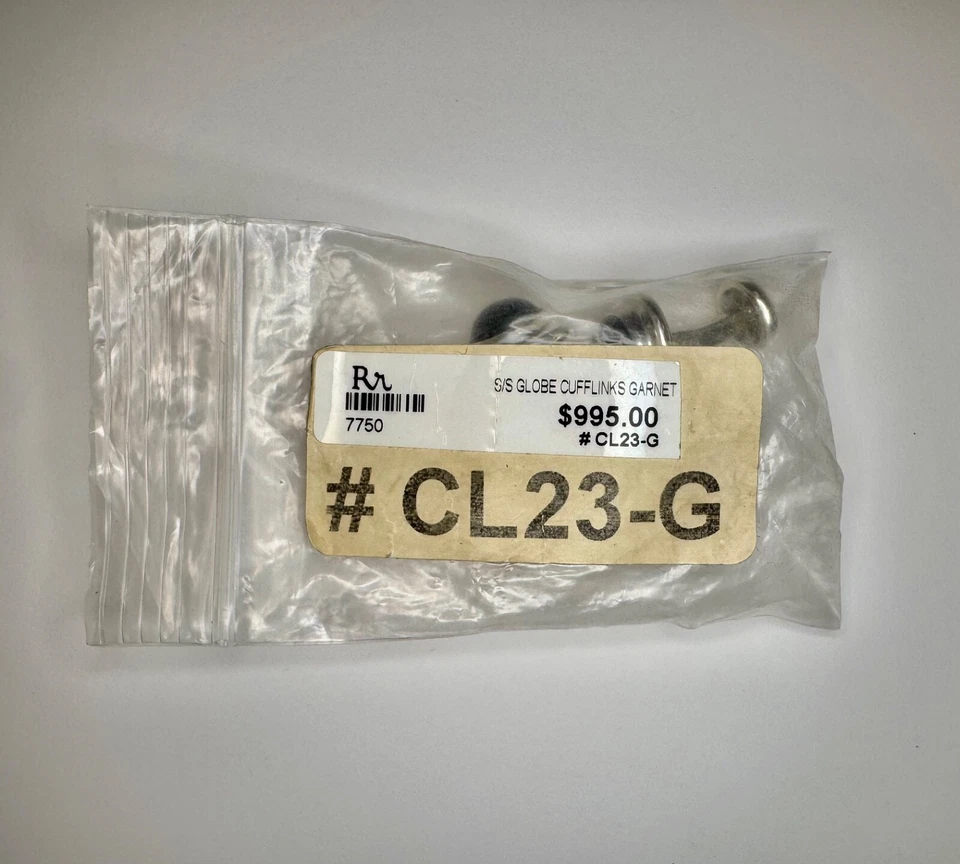 Rr
S/S GLOBE CUFFLINKS GARNET
$995.00
7750
# CL23-G
# CL23-G